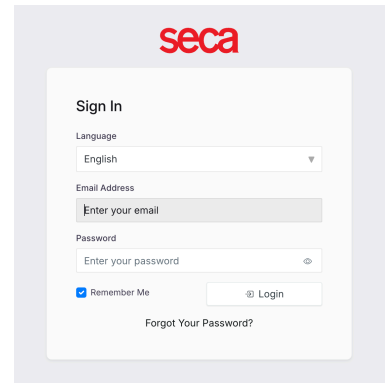 seca
Sign In
Language
English
Email Address
Enter your email
Password
Enter your password
Remember Me
Login
Forgot Your Password?